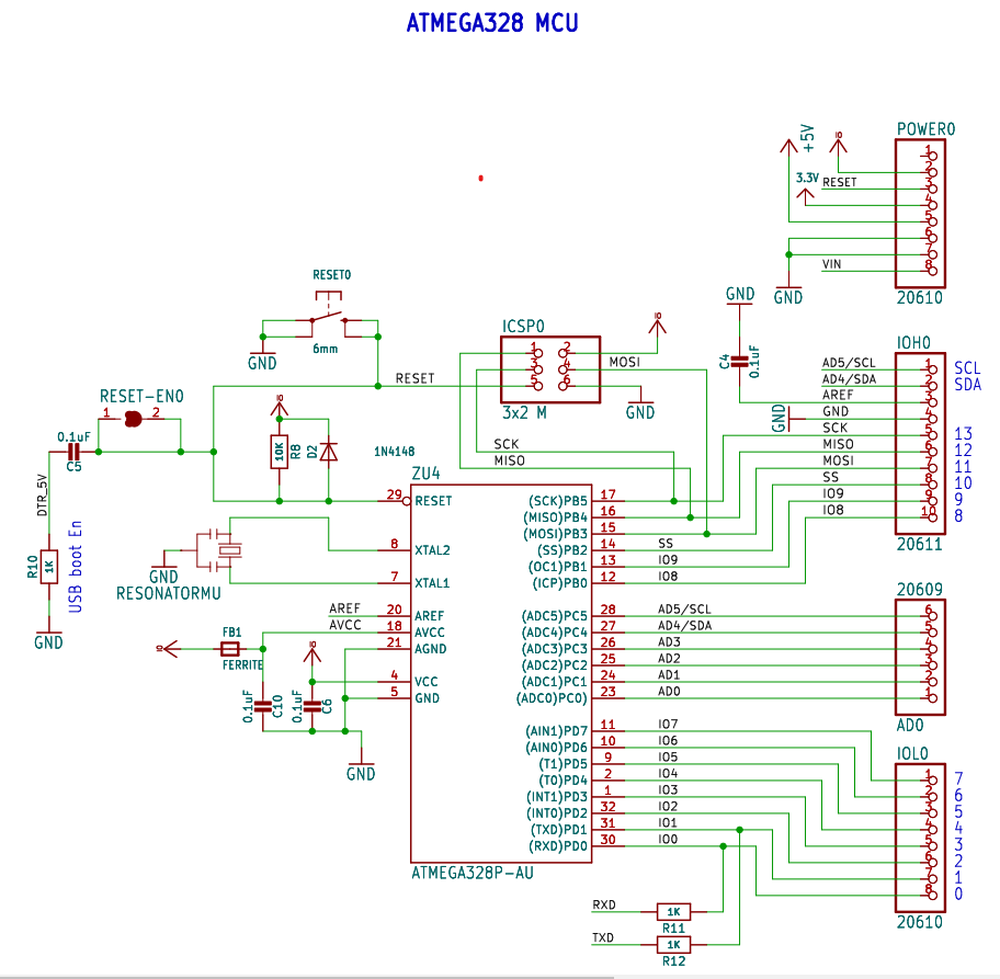 ATMEGA328 MCU
POWER0
+5V
IO
1
2
3
4
5
6
7
8
3.3V
RESET
VIN
GND
20610
RESET0
6mm
GND
RESET
ICSP0
1
2
3
4
5
6
3x2 M
IO
MOSI
GND
SCK
MISO
GND
C4
0.1uF
IOH0
AD5/SCL
1
SCL
AD4/SDA
2
SDA
AREF
3
GND
GND
4
SCK
5
13
MISO
6
12
MOSI
7
11
SS
8
10
IO9
9
9
IO8
10
8
20611
RESET-EN0
1
2
0.1uF
C5
DTR_5V
R10
1K
USB boot En
GND
IO
10K
R8
D2
1N4148
GND
RESONATORMU
ZU4
29
RESET
8
XTAL2
7
XTAL1
AREF
20
AREF
AVCC
18
AVCC
21
AGND
4
VCC
5
GND
IO
FB1
FERRITE
0.1uF
C10
IO
0.1uF
C6
GND
(SCK)PB5
17
(MISO)PB4
16
(MOSI)PB3
15
(SS)PB2
14
SS
(OC1)PB1
13
IO9
(ICP)PB0
12
IO8
(ADC5)PC5
28
AD5/SCL
(ADC4)PC4
27
AD4/SDA
(ADC3)PC3
26
AD3
(ADC2)PC2
25
AD2
(ADC1)PC1
24
AD1
(ADC0)PC0
23
AD0
20609
6
5
4
3
2
1
AD0
(AIN1)PD7
11
IO7
(AIN0)PD6
10
IO6
(T1)PD5
9
IO5
(T0)PD4
2
IO4
(INT1)PD3
1
IO3
(INT0)PD2
32
IO2
(TXD)PD1
31
IO1
(RXD)PD0
30
IO0
ATMEGA328P-AU
IOL0
1
7
2
6
3
5
4
4
5
3
6
2
7
1
8
0
20610
RXD
1K
R11
TXD
1K
R12